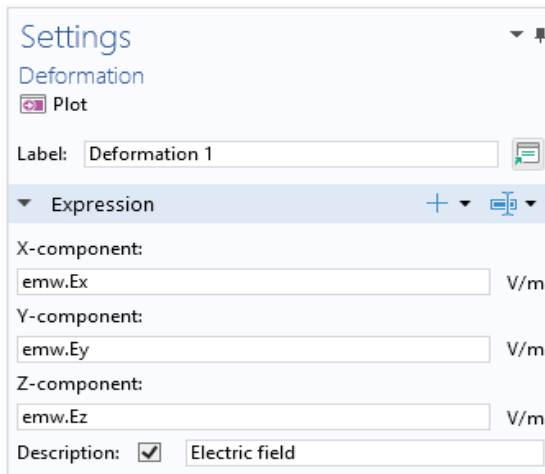 Settings
Deformation
Plot
Label: Deformation 1
Expression
X-component:
emw.Ex V/m
Y-component:
emw.Ey V/m
Z-component:
emw.Ez V/m
Description: Electric field